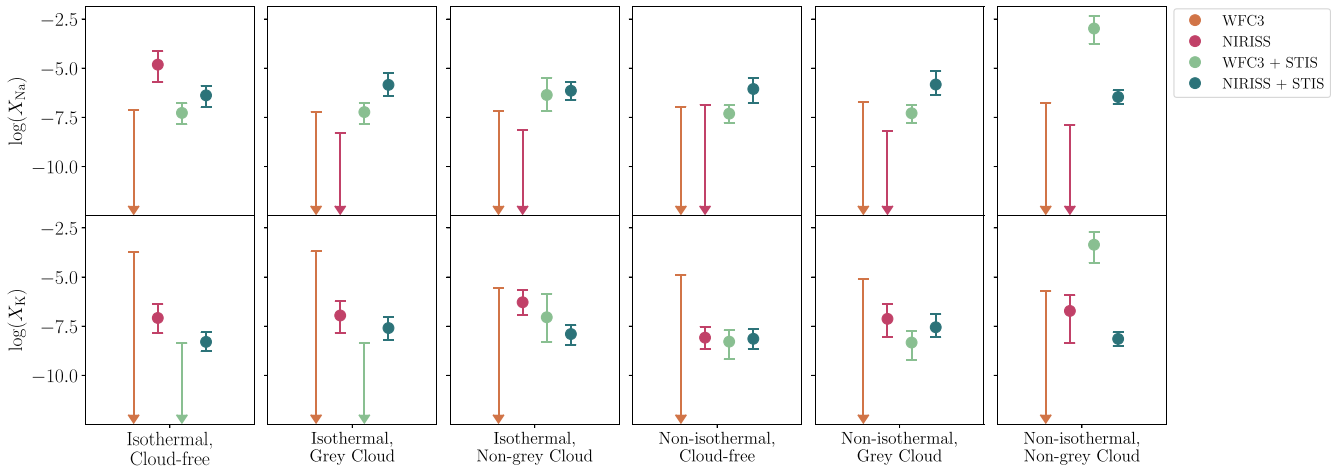 −2.5
−5.0
−7.5
−10.0
log(X_Na)
WFC3
NIRISS
WFC3 + STIS
NIRISS + STIS
−2.5
−5.0
−7.5
−10.0
log(X_K)
Isothermal,
Cloud-free
Isothermal,
Grey Cloud
Isothermal,
Non-grey Cloud
Non-isothermal,
Cloud-free
Non-isothermal,
Grey Cloud
Non-isothermal,
Non-grey Cloud